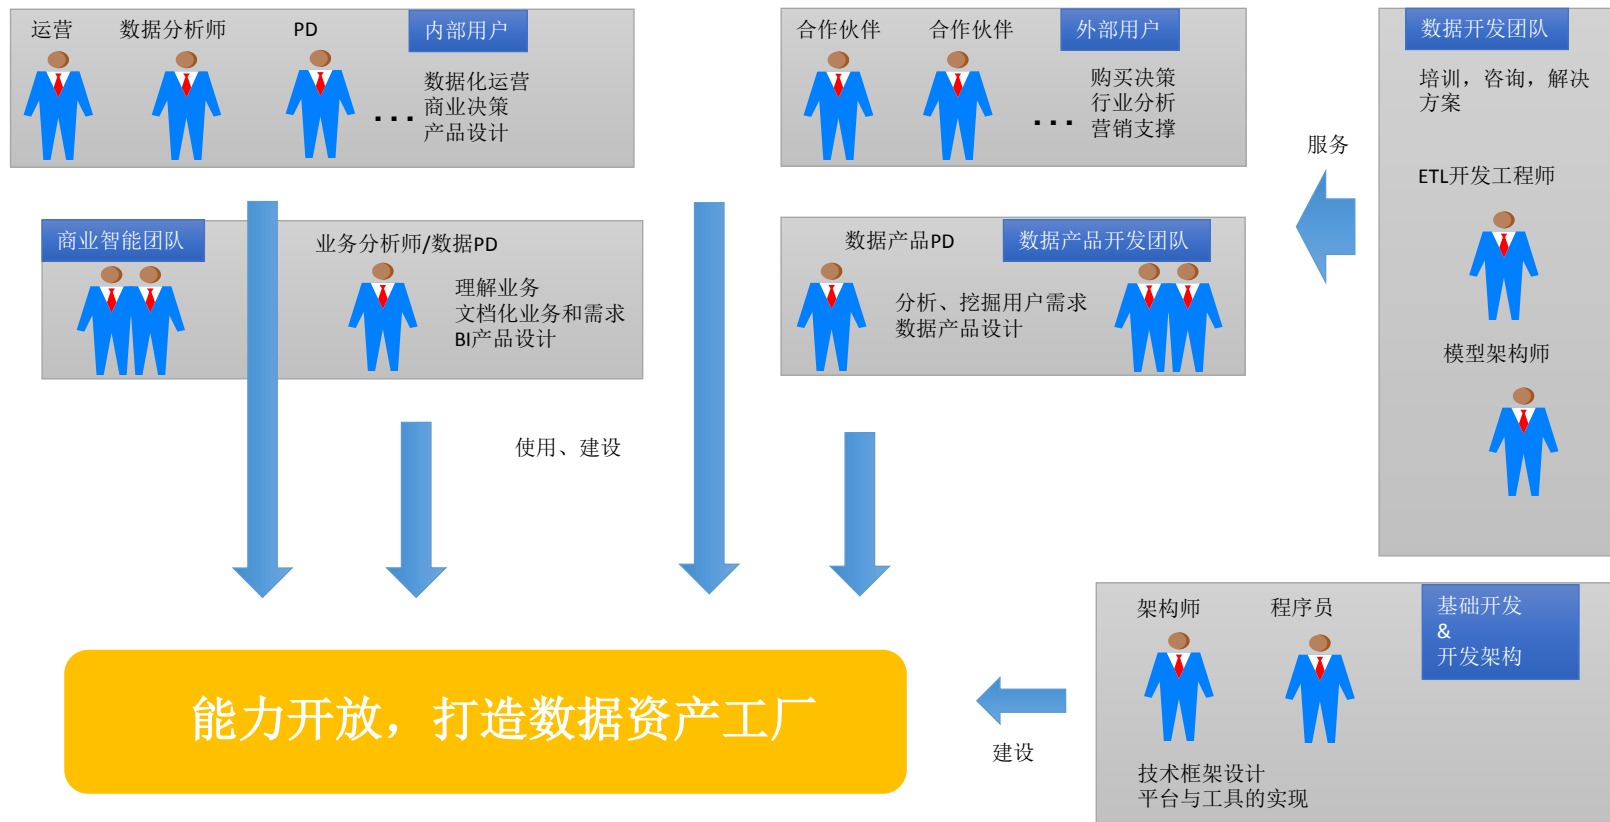 运营
数据分析师
PD
内部用户
数据化运营
商业决策
产品设计
...
合作伙伴
合作伙伴
外部用户
购买决策
行业分析
营销支撑
...
数据开发团队
培训，咨询，解决
方案
服务
ETL开发工程师
模型架构师
商业智能团队
业务分析师/数据PD
理解业务
文档化业务和需求
BI产品设计
数据产品PD
数据产品开发团队
分析、挖掘用户需求
数据产品设计
使用、建设
架构师
程序员
基础开发
&
开发架构
技术框架设计
平台与工具的实现
建设
能力开放，打造数据资产工厂